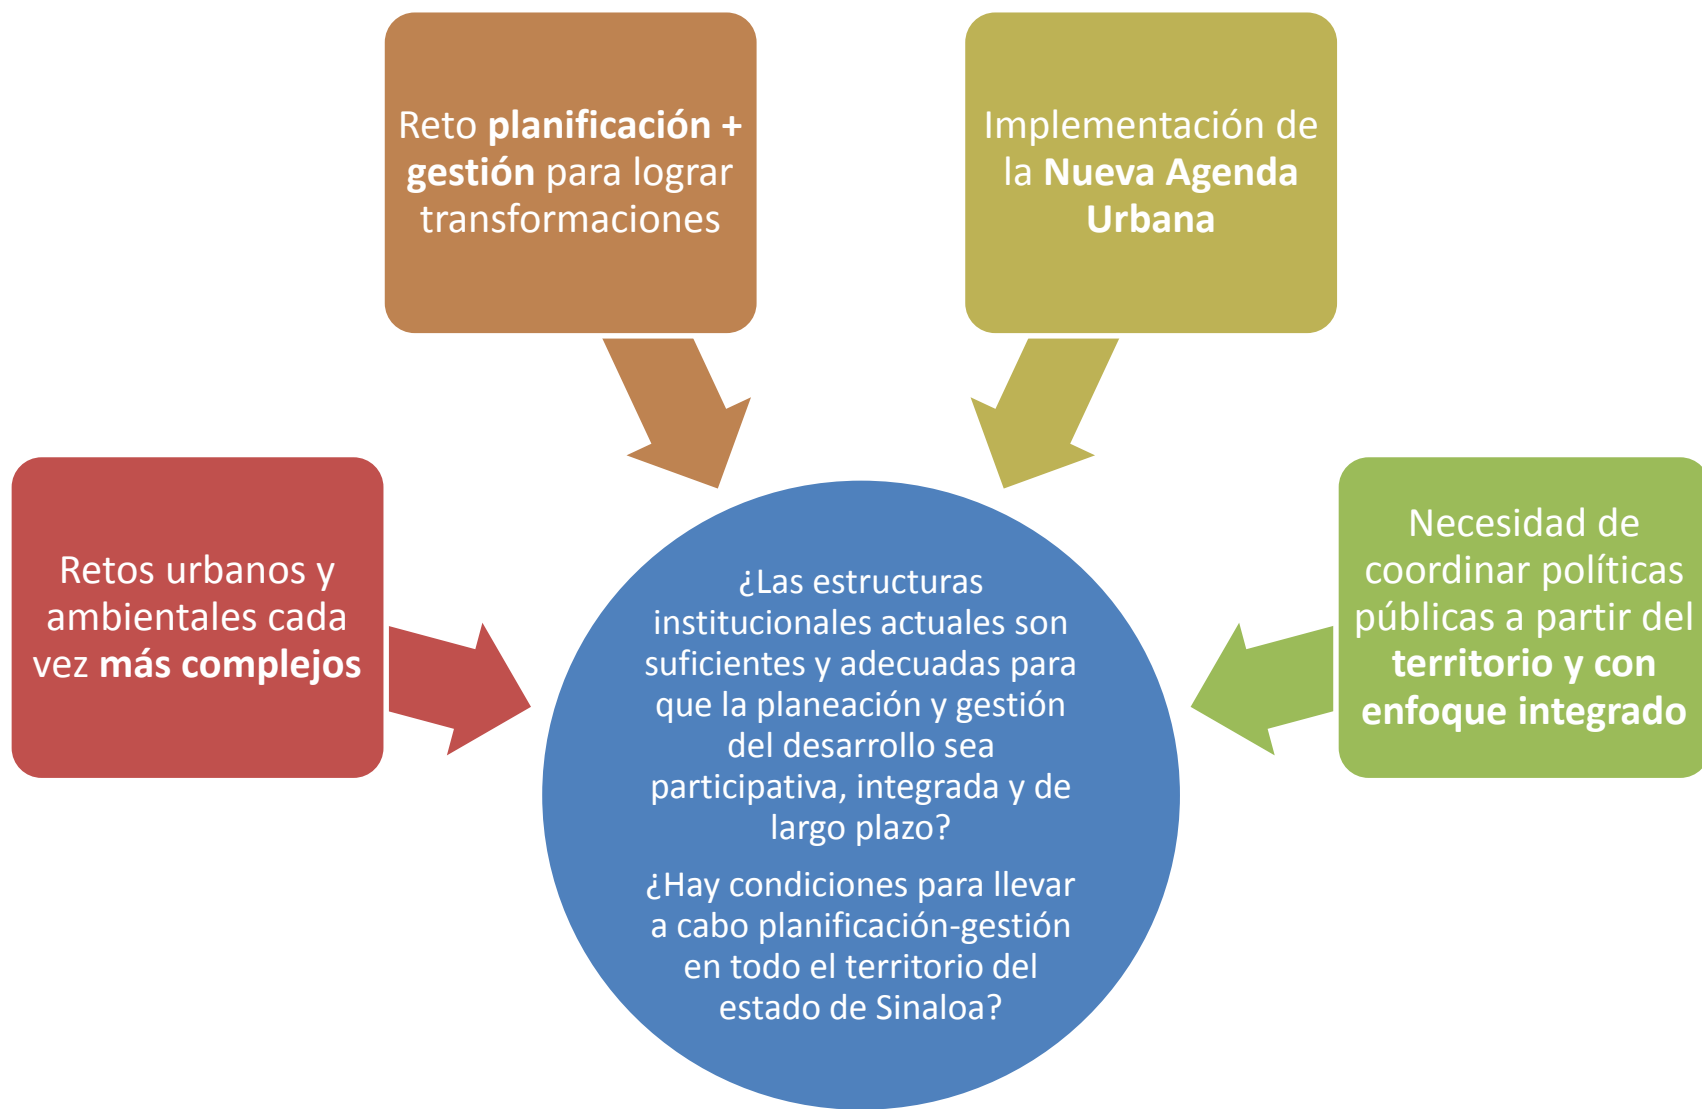 Reto planificación +
gestión para lograr
transformaciones
Implementación de
la Nueva Agenda
Urbana
Retos urbanos y
ambientales cada
vez más complejos
Necesidad de
coordinar políticas
públicas a partir del
territorio y con
enfoque integrado
¿Las estructuras
institucionales actuales son
suficientes y adecuadas para
que la planeación y gestión
del desarrollo sea
participativa, integrada y de
largo plazo?
¿Hay condiciones para llevar
a cabo planificación-gestión
en todo el territorio del
estado de Sinaloa?